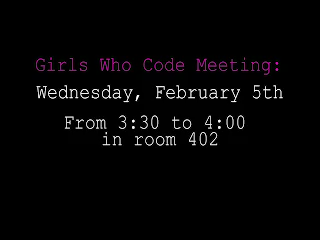 Girls Who Code Meeting:
Wednesday, February 5th
From 3:30 to 4:00
in room 402